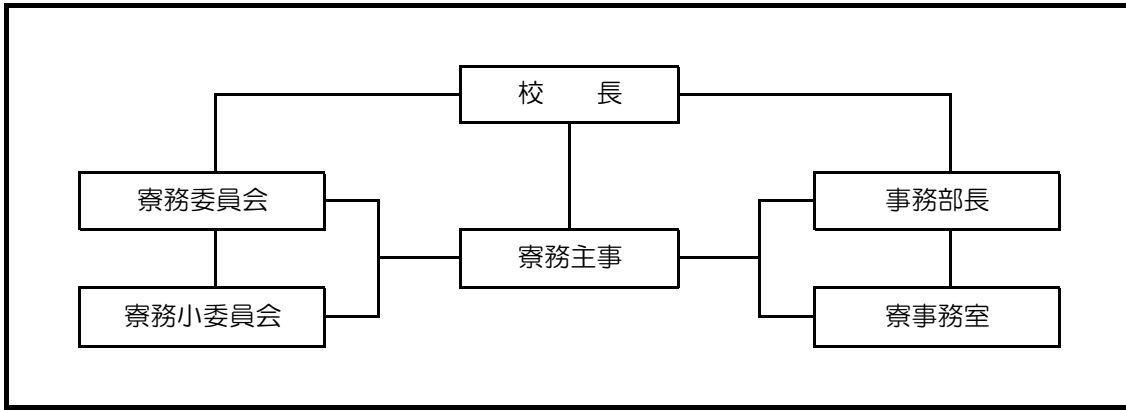 校　　長
寮務委員会
事務部長
寮務主事
寮務小委員会
寮事務室